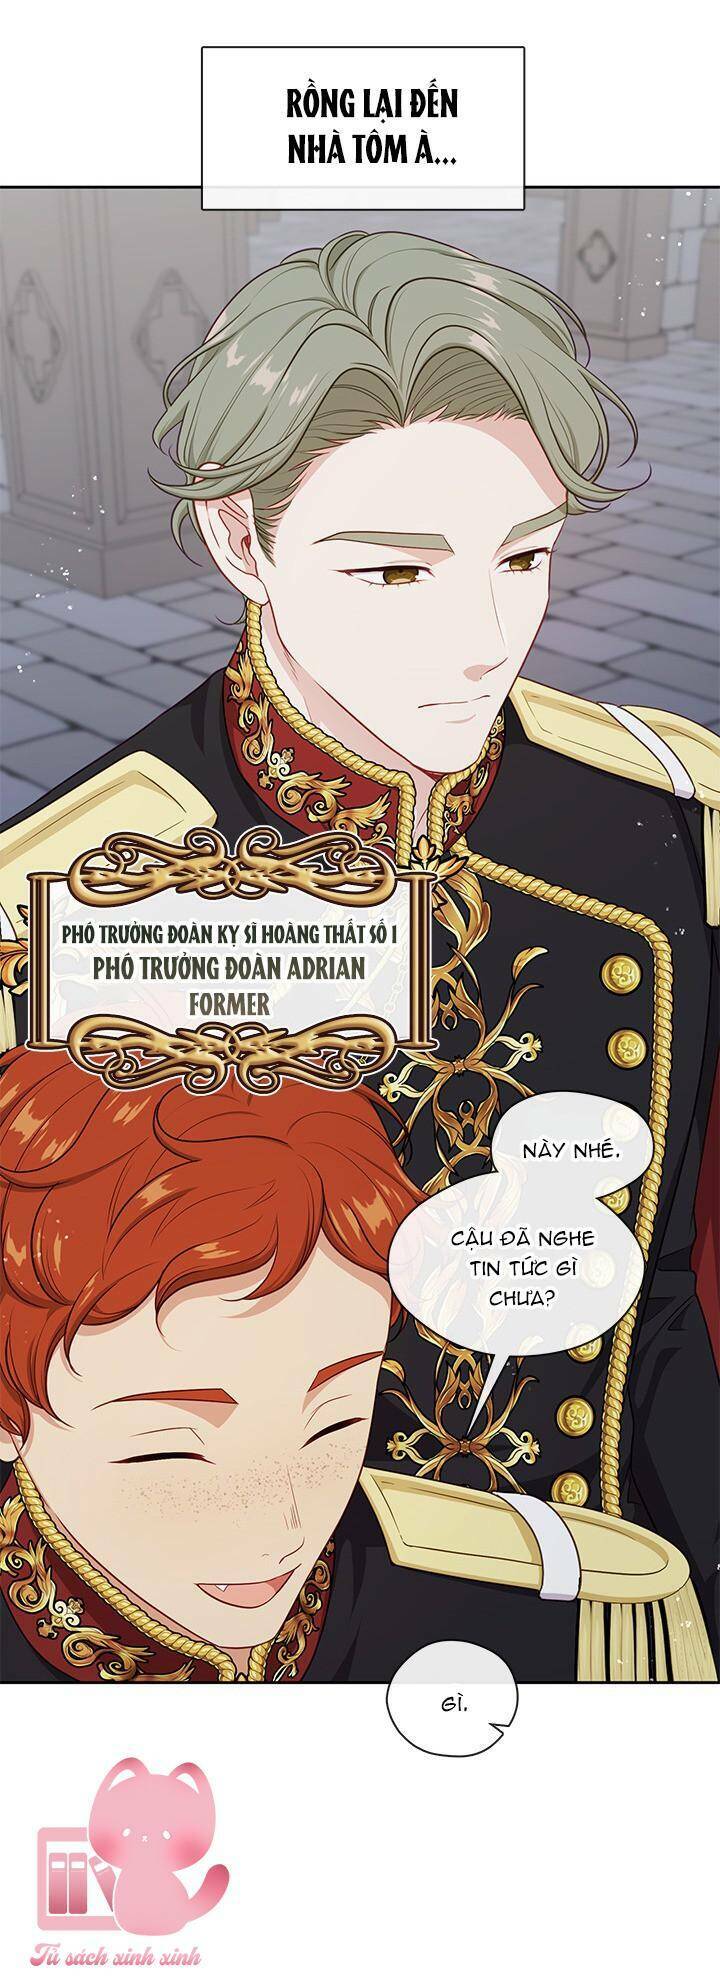 RỒNG LẠI ĐẾN
NHÀ TÔM À...
PHÓ TRƯỞNG ĐOÀN KỴ SĨ HOÀNG THẤT SỐ 1
PHÓ TRƯỞNG ĐOÀN ADRIAN
FORMER
NÀY NHÉ.
CẬU ĐÃ NGHE
TIN TỨC GÌ
CHƯA?
GÌ.
Tủ sách xinh xinh